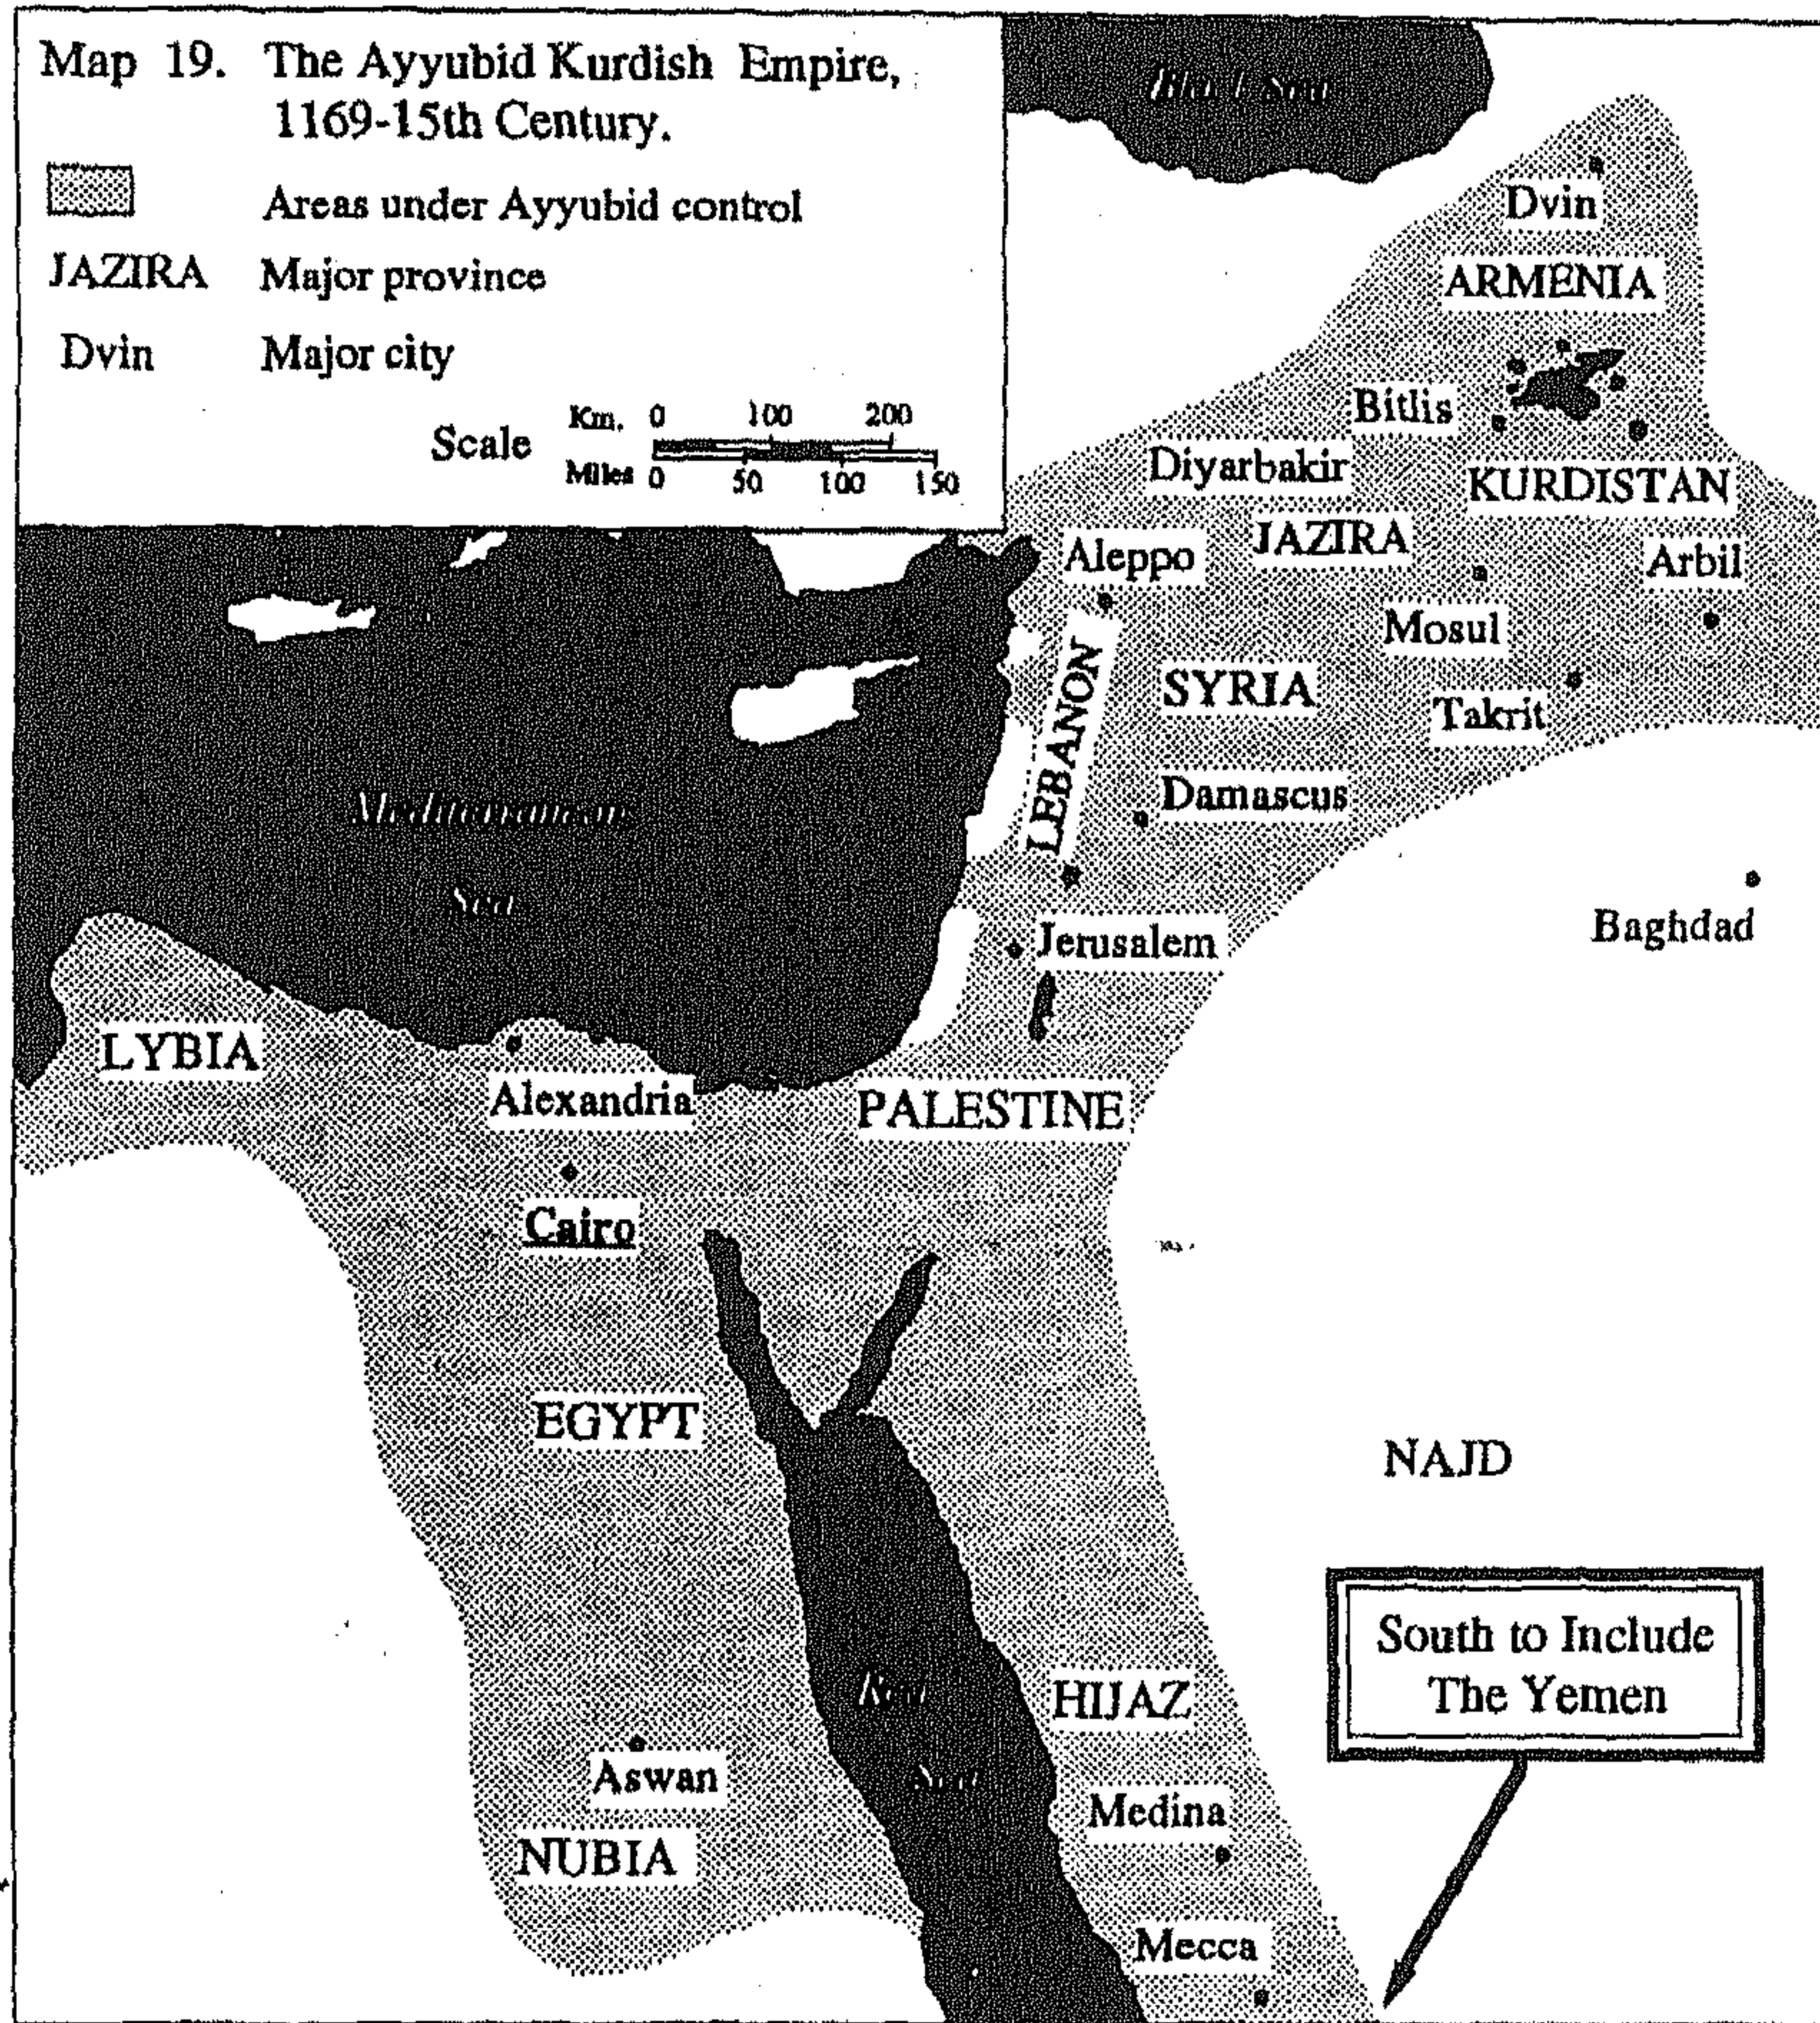 Map 19. The Ayyubid Kurdish Empire,
1169-15th Century.
Areas under Ayyubid control
JAZIRA Major province
Dvin Major city
Scale
Km. 0 100 200
Miles 0 50 100 150
Dvin
ARMENIA
Bitlis
Diyarbakir
KURDISTAN
JAZIRA
Aleppo
Arbil
Mosul
LEBANON
SYRIA
Takrit
Damascus
Baghdad
Jerusalem
Sea
LYBIA
Alexandria
PALESTINE
Cairo
EGYPT
NAJD
South to Include
The Yemen
Red
HIJAZ
Sea
Aswan
Medina
NUBIA
Mecca